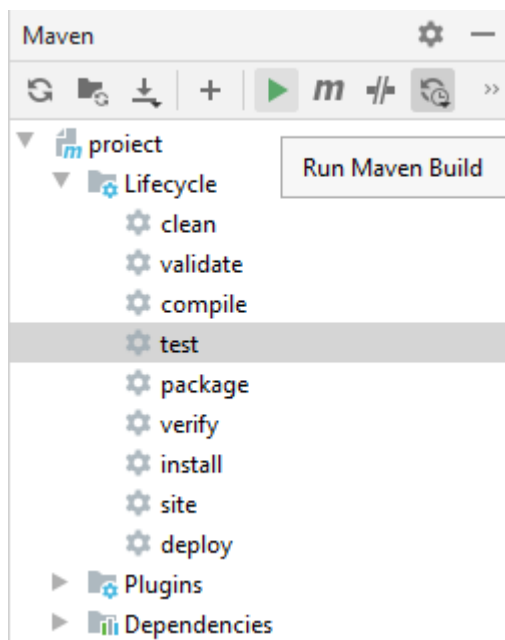 Maven
m
proiect
Run Maven Build
Lifecycle
clean
validate
compile
test
package
verify
install
site
deploy
Plugins
Dependencies